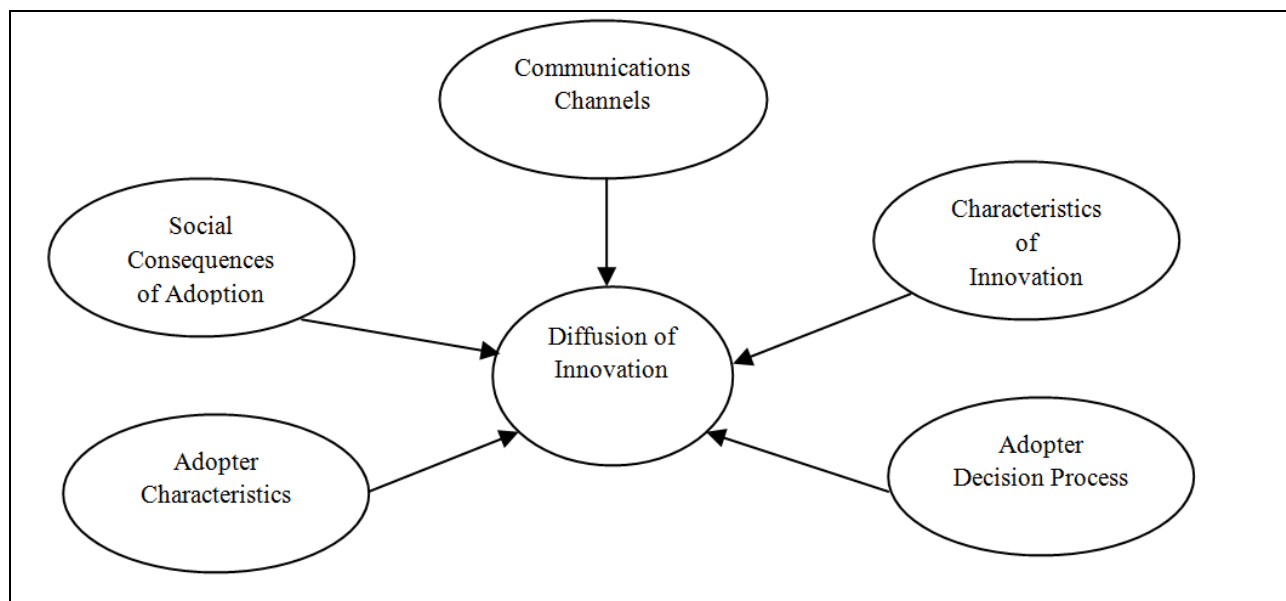 Communications
Channels
Social
Consequences
of Adoption
Characteristics
of
Innovation
Diffusion of
Innovation
Adopter
Characteristics
Adopter
Decision Process